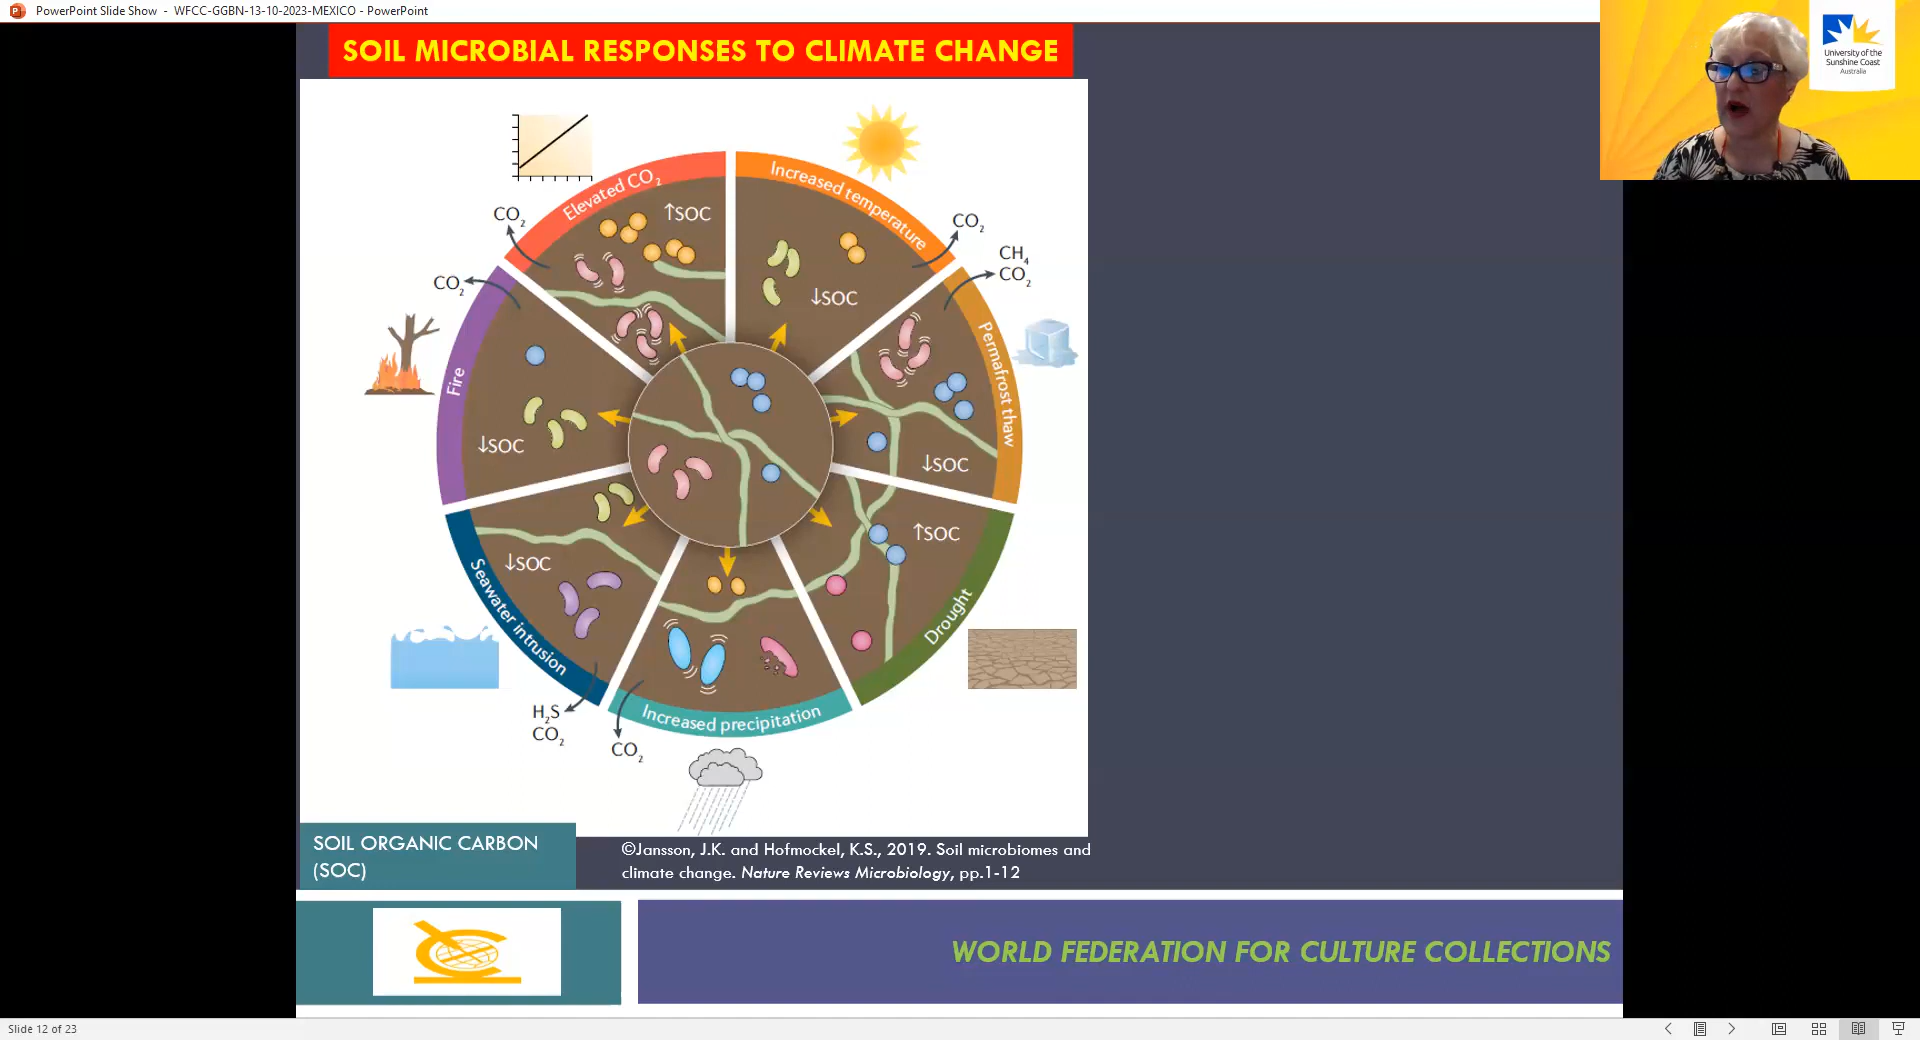 PowerPoint Slide Show - WFCC-GGBN-13-10-2023-MEXICO - PowerPoint
SOIL MICROBIAL RESPONSES TO CLIMATE CHANGE
University of the
Sunshine Coast
Australia
Elevated CO₂
↑SOC
CO₂
Increased temperature
↓SOC
CO₂
CH₄
CO₂
Permafrost thaw
↓SOC
CO₂
Fire
↓SOC
↑SOC
Drought
Seawater intrusion
↓SOC
H₂S
CO₂
Increased precipitation
CO₂
SOIL ORGANIC CARBON
(SOC)
©Jansson, J.K. and Hofmockel, K.S., 2019. Soil microbiomes and
climate change. Nature Reviews Microbiology, pp.1-12
WORLD FEDERATION FOR CULTURE COLLECTIONS
Slide 12 of 23